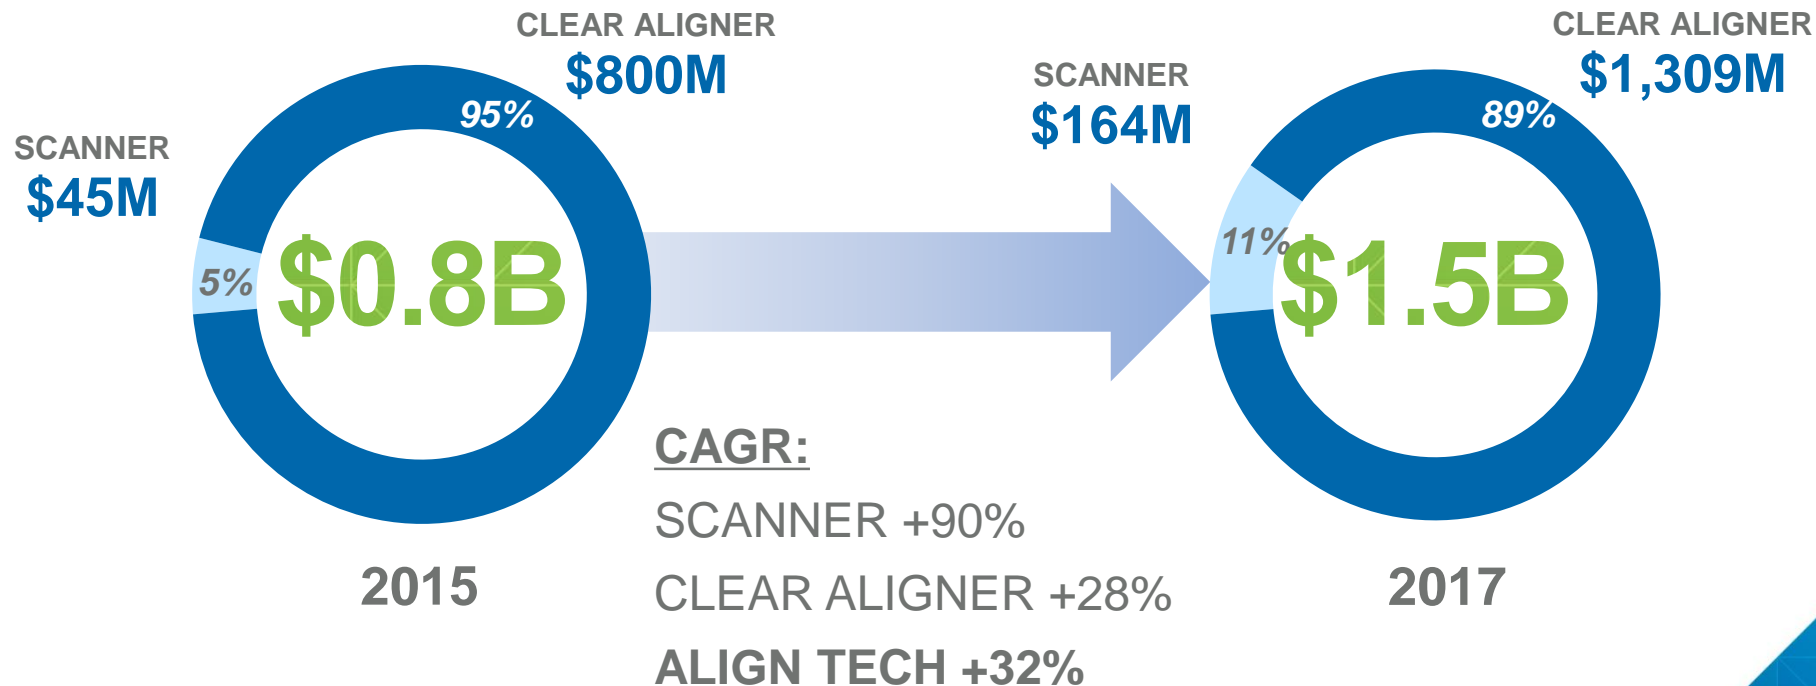 CLEAR ALIGNER
$800M
95%
SCANNER
$45M
5%
$0.8B
2015
CLEAR ALIGNER
$1,309M
89%
SCANNER
$164M
11%
$1.5B
2017
CAGR:
SCANNER +90%
CLEAR ALIGNER +28%
ALIGN TECH +32%